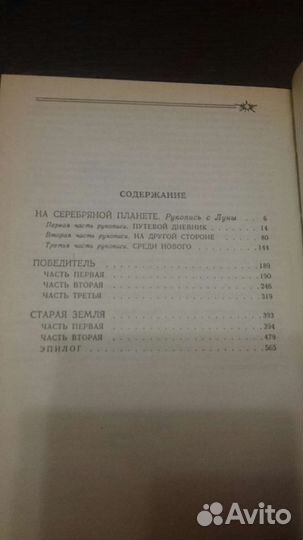 СОДЕРЖАНИЕ
НА СЕРЕБРЯНОЙ ПЛАНЕТЕ. Рукопись с Луны . . 6
Первая часть рукописи. ПУТЕВОЙ ДНЕВНИК . . . 14
Вторая часть рукописи. НА ДРУГОЙ СТОРОНЕ . . . 80
Третья часть рукописи. СРЕДИ НОВОГО . . . . 144
ПОБЕДИТЕЛЬ . . . . . . . . . . 189
ЧАСТЬ ПЕРВАЯ . . . . . . . . . . 190
ЧАСТЬ ВТОРАЯ . . . . . . . . . . 246
ЧАСТЬ ТРЕТЬЯ . . . . . . . . . . 319
СТАРАЯ ЗЕМЛЯ . . . . . . . . . . 393
ЧАСТЬ ПЕРВАЯ . . . . . . . . . . 394
ЧАСТЬ ВТОРАЯ . . . . . . . . . . 479
ЭПИЛОГ . . . . . . . . . . 565
Avito